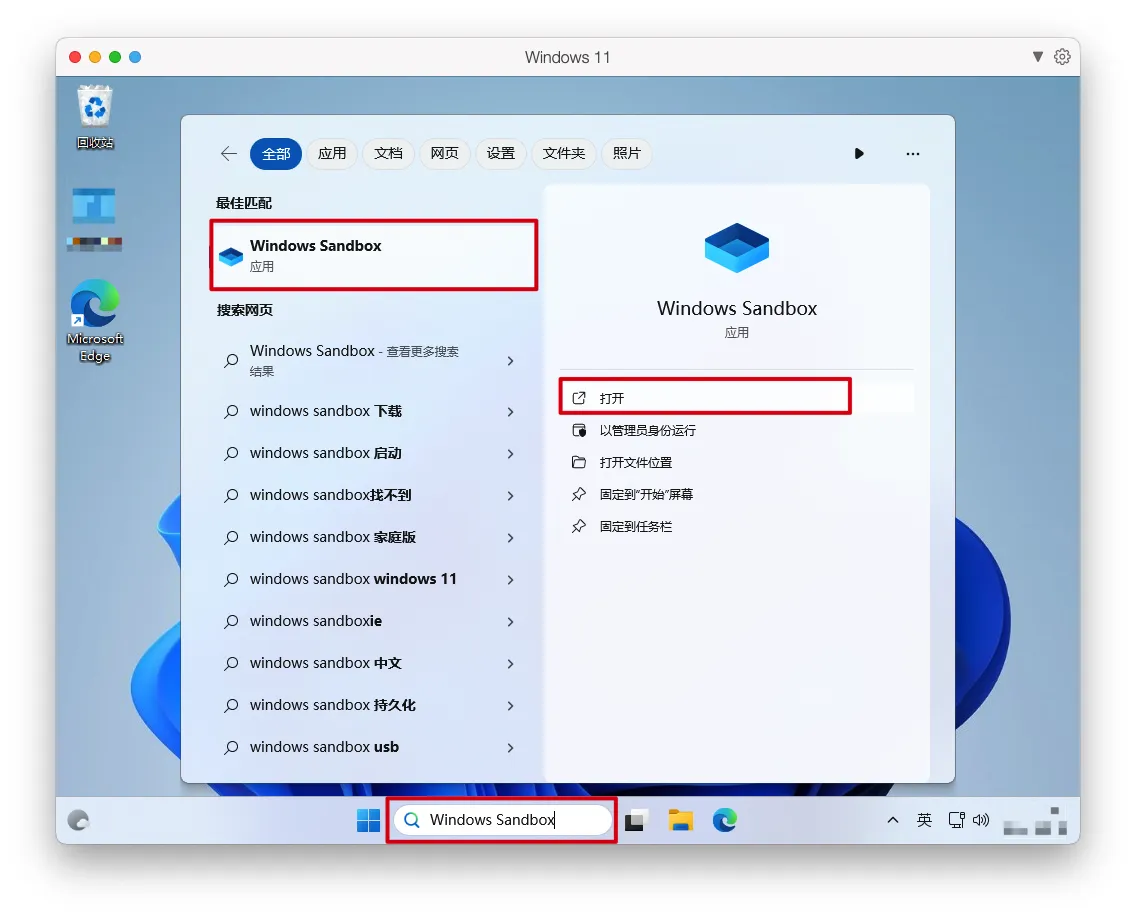 Windows 11
回收站
Microsoft
Edge
全部
应用
文档
网页
设置
文件夹
照片
最佳匹配
Windows Sandbox
应用
搜索网页
Windows Sandbox - 查看更多搜索
结果
windows sandbox 下载
windows sandbox 启动
windows sandbox找不到
windows sandbox 家庭版
windows sandbox windows 11
windows sandboxie
windows sandbox 中文
windows sandbox 持久化
windows sandbox usb
Windows Sandbox
应用
打开
以管理员身份运行
打开文件位置
固定到"开始"屏幕
固定到任务栏
Windows Sandbox
英